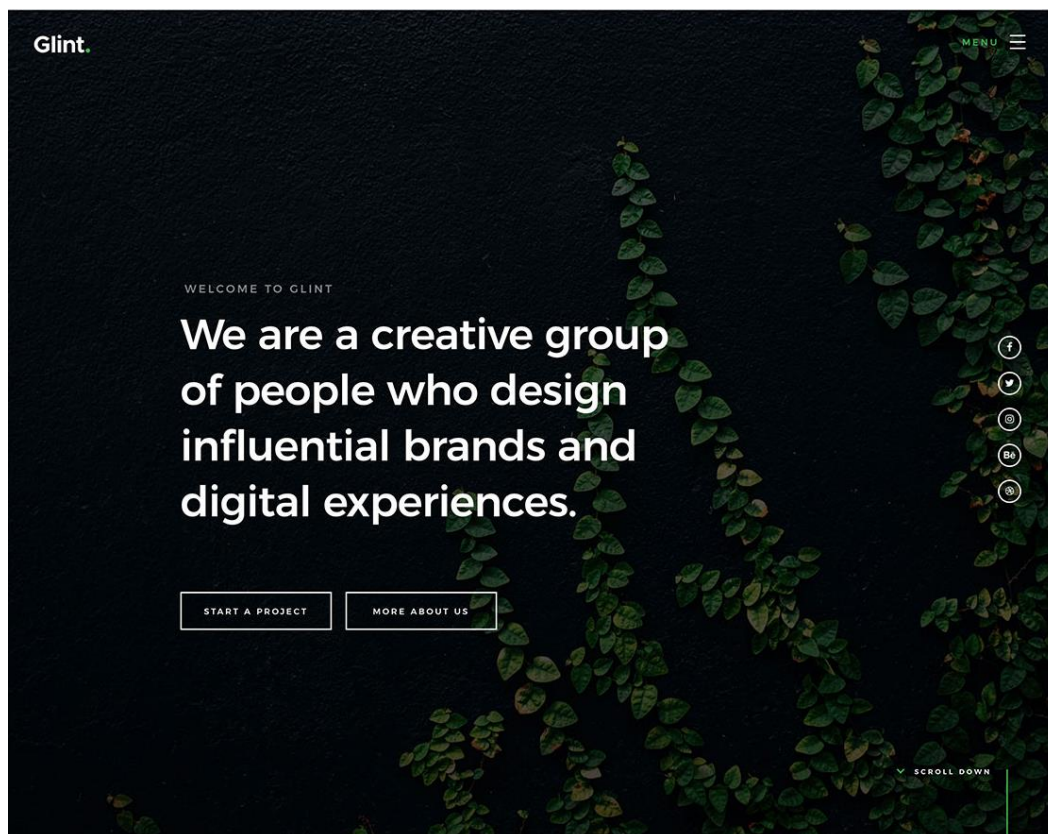 Glint.
MENU
WELCOME TO GLINT
We are a creative group
of people who design
influential brands and
digital experiences.
START A PROJECT
MORE ABOUT US
Bē
SCROLL DOWN